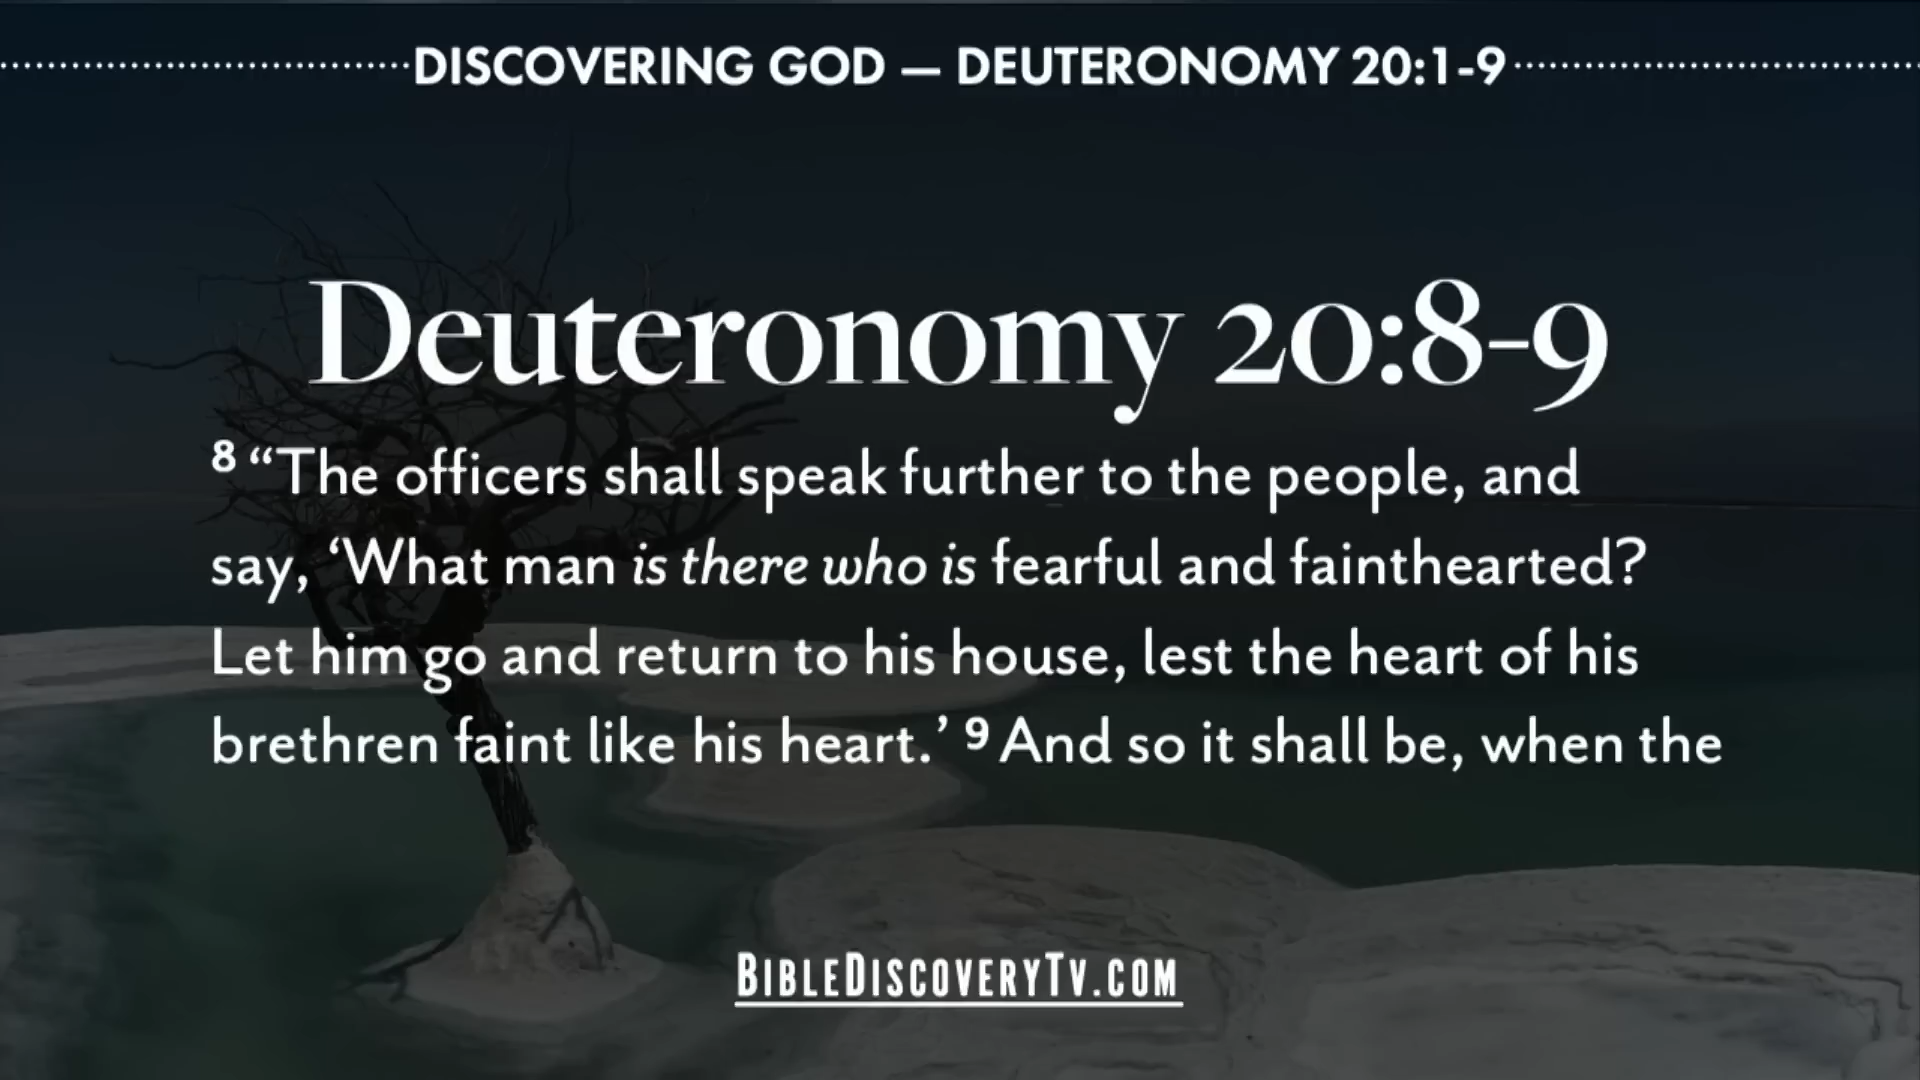 DISCOVERING GOD — DEUTERONOMY 20:1-9
Deuteronomy 20:8-9
8 “The officers shall speak further to the people, and
say, ‘What man is there who is fearful and fainthearted?
Let him go and return to his house, lest the heart of his
brethren faint like his heart.’ 9 And so it shall be, when the
BIBLEDISCOVERYTV.COM